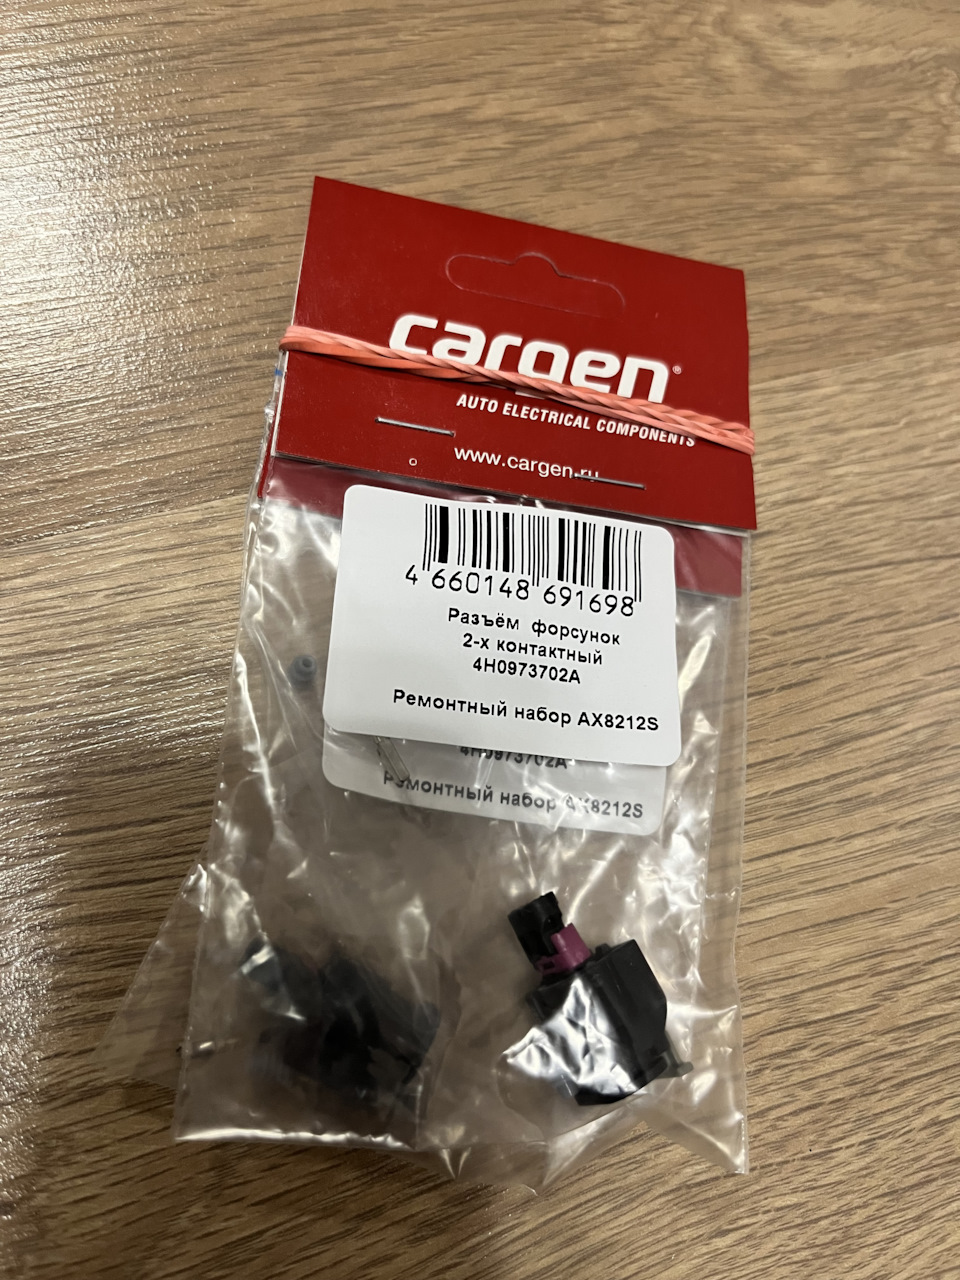 cargen®
AUTO ELECTRICAL COMPONENTS
www.cargen.ru
4 660148 691698
Разъём форсунок
2-х контактный
4H0973702A
Ремонтный набор AX8212S
4H0973702A
Ремонтный набор AX8212S